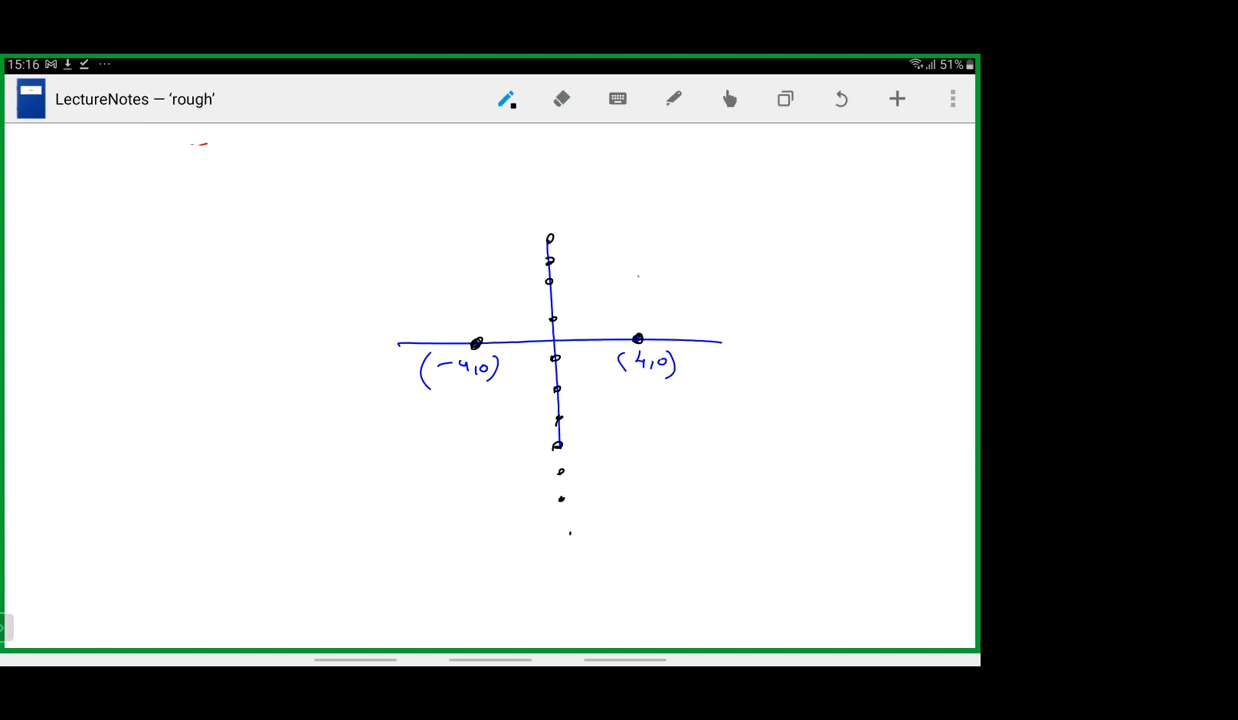 15:16 51%
LectureNotes — ‘rough’
(-4,0) (4,0)